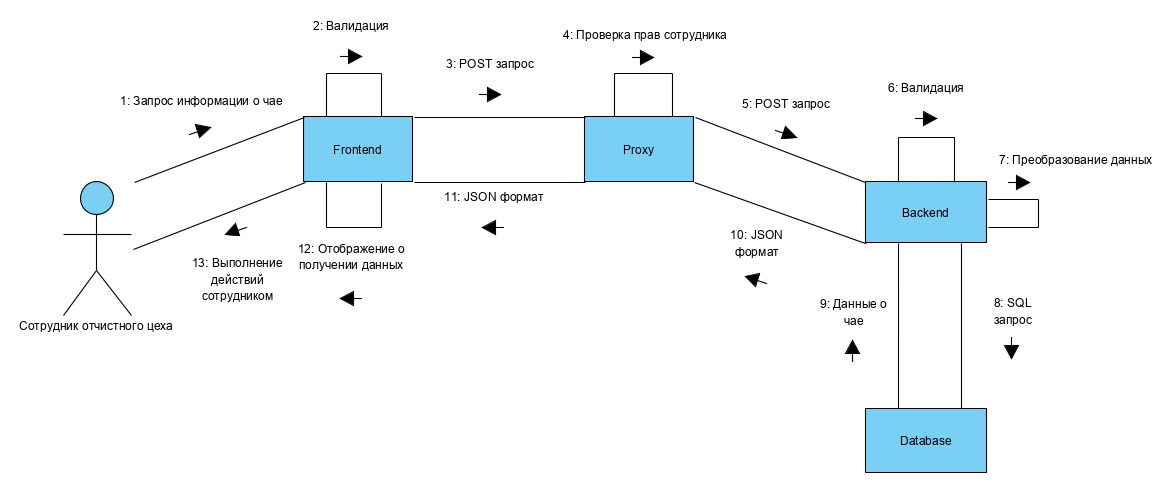 2: Валидация
4: Проверка прав сотрудника
3: POST запрос
6: Валидация
1: Запрос информации о чае
5: POST запрос
Frontend
Proxy
7: Преобразование данных
11: JSON формат
Backend
10: JSON
формат
12: Отображение о
получении данных
13: Выполнение
действий
сотрудником
9: Данные о
чае
8: SQL
запрос
Сотрудник отчистного цеха
Database